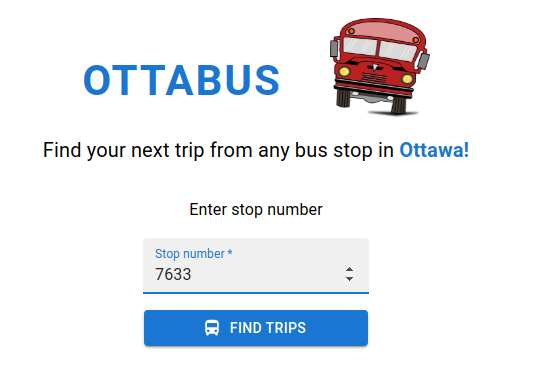 OTTABUS
Find your next trip from any bus stop in Ottawa!
Enter stop number
Stop number *
7633
FIND TRIPS